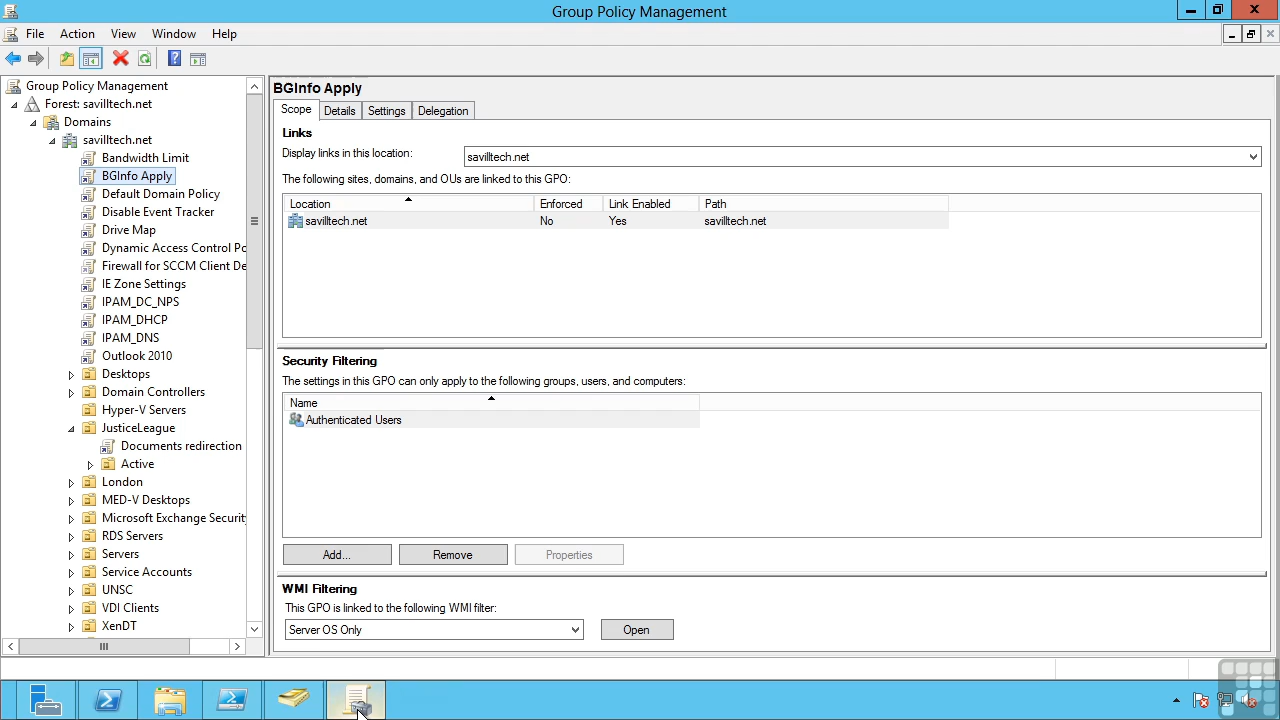 Group Policy Management
File Action View Window Help
Group Policy Management
Forest: savilltech.net
Domains
savilltech.net
Bandwidth Limit
BGInfo Apply
Default Domain Policy
Disable Event Tracker
Drive Map
Dynamic Access Control Po
Firewall for SCCM Client De
IE Zone Settings
IPAM_DC_NPS
IPAM_DHCP
IPAM_DNS
Outlook 2010
Desktops
Domain Controllers
Hyper-V Servers
JusticeLeague
Documents redirection
Active
London
MED-V Desktops
Microsoft Exchange Securit
RDS Servers
Servers
Service Accounts
UNSC
VDI Clients
XenDT
BGInfo Apply
Scope Details Settings Delegation
Links
Display links in this location: savilltech.net
The following sites, domains, and OUs are linked to this GPO:
Location Enforced Link Enabled Path
savilltech.net No Yes savilltech.net
Security Filtering
The settings in this GPO can only apply to the following groups, users, and computers:
Name
Authenticated Users
Add... Remove Properties
WMI Filtering
This GPO is linked to the following WMI filter:
Server OS Only Open